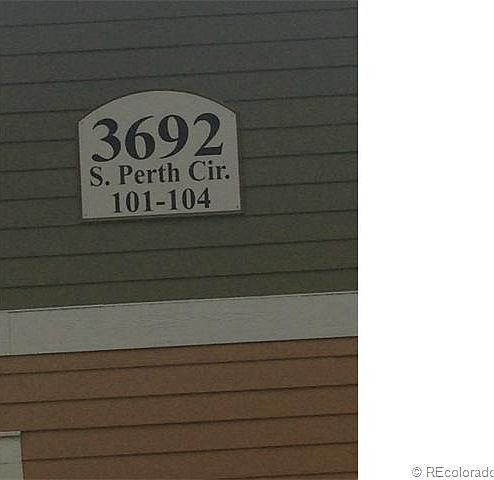 3692
S. Perth Cir.
101-104
© REcolorado